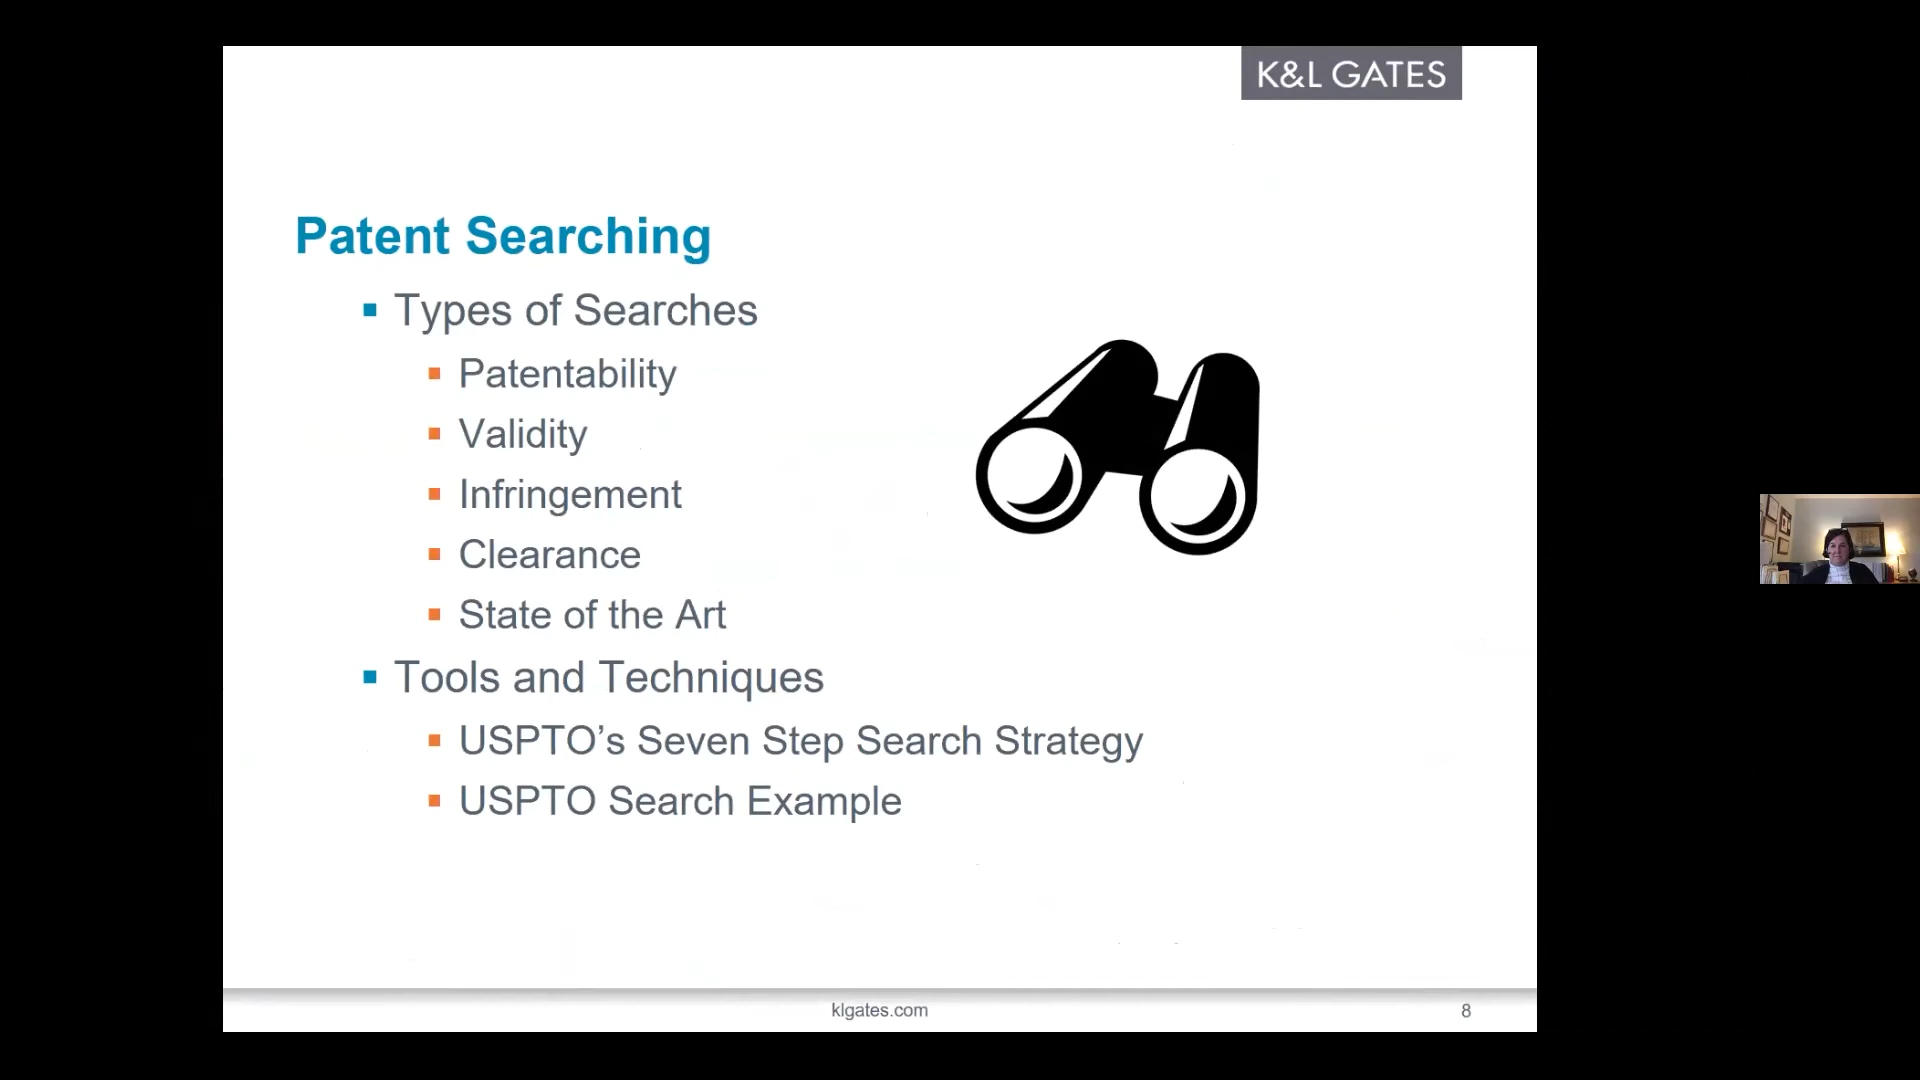 K&L GATES
Patent Searching
Types of Searches
Patentability
Validity
Infringement
Clearance
State of the Art
Tools and Techniques
USPTO’s Seven Step Search Strategy
USPTO Search Example
klgates.com
8